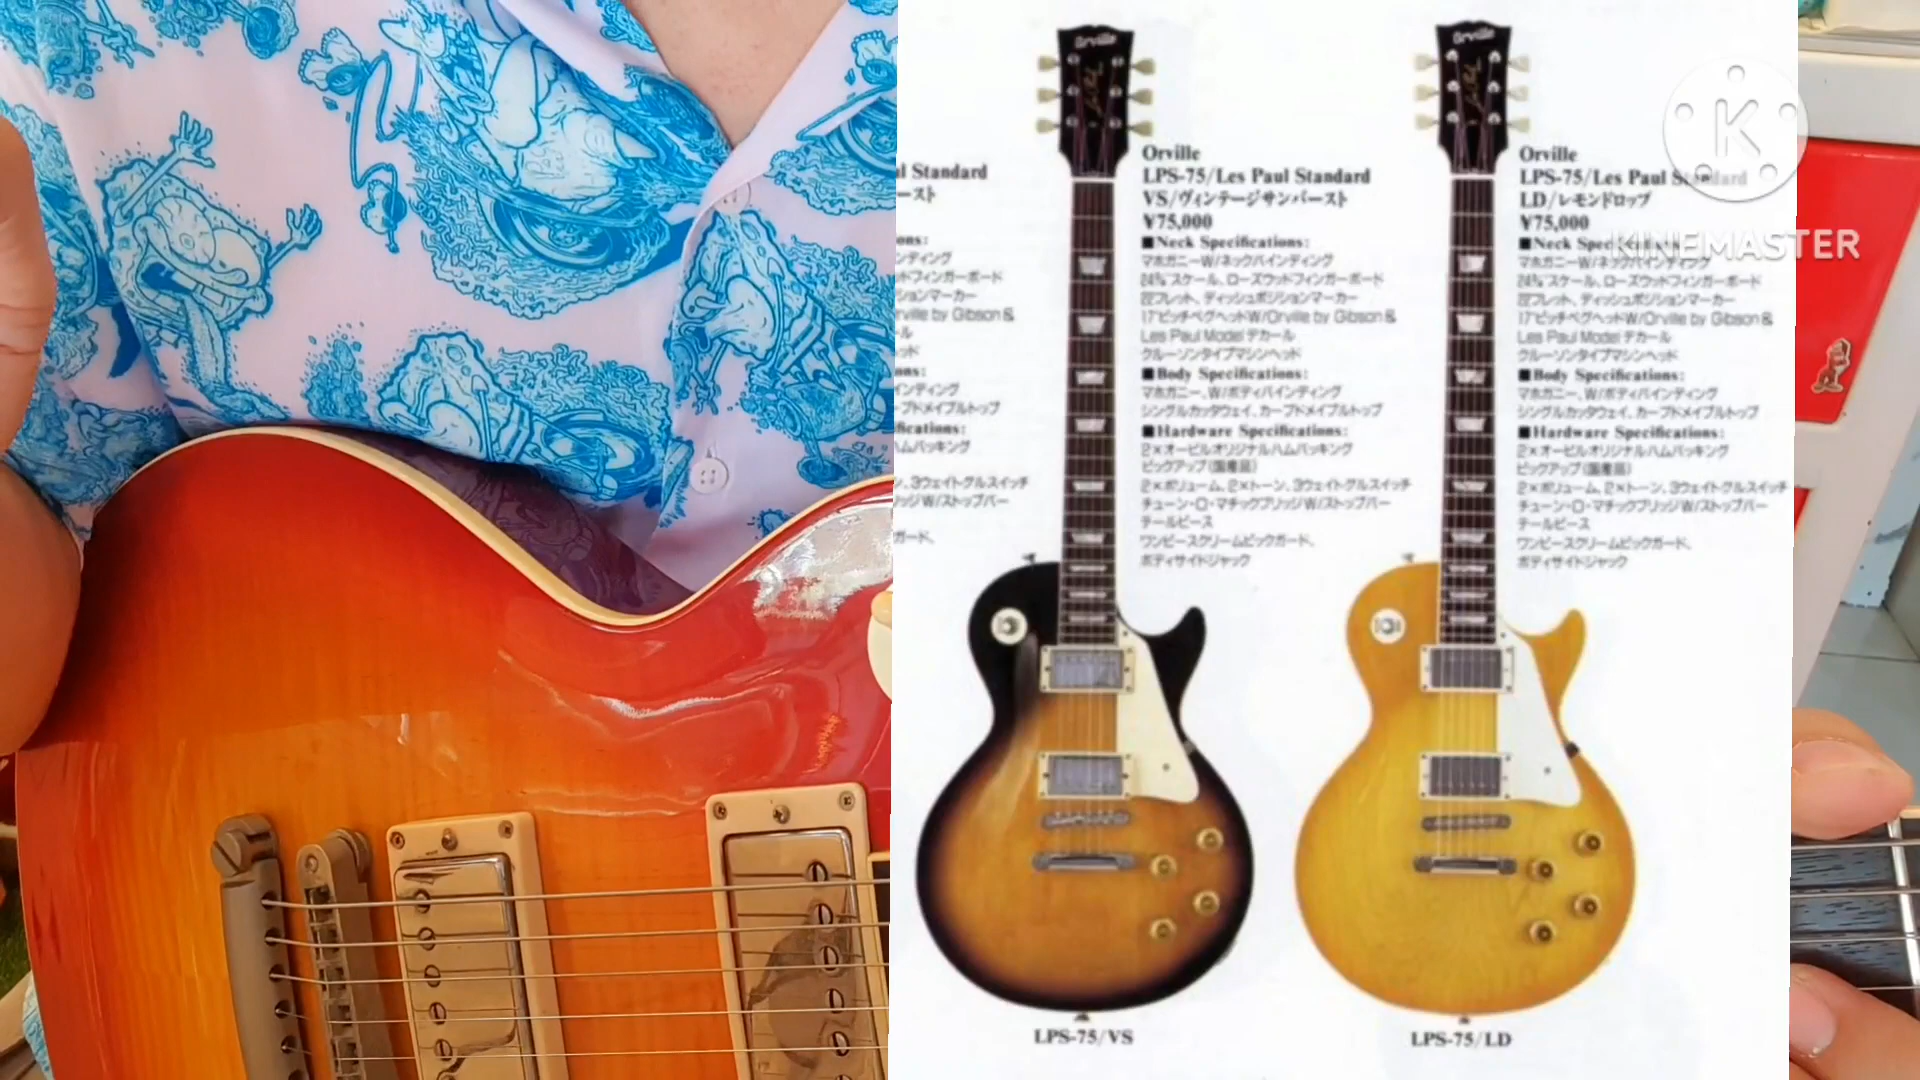 Orville
Orville
Orville
LPS-75/Les Paul Standard
VS/ヴィンテージサンバースト
¥75,000
■Neck Specifications:
マホガニーW/ネックバインディング
24¾"スケール、ローズウッドフィンガーボード
22フレット、ディッシュポジションマーカー
17°ピッチペグヘッドW/Orville by Gibson &
Les Paul Model デカール
クルーソンタイプマシンヘッド
■Body Specifications:
マホガニー、W/ボディバインディング
シングルカッタウェイ、カーブドメイプルトップ
■Hardware Specifications:
2×オービルオリジナルハムバッキング
ピックアップ(国産品)
2×ボリューム、2×トーン、3ウェイトグルスイッチ
チューン・O・マチックブリッジW/ストップバー
テールピース
ワンピースクリームピックガード、
ボディサイドジャック
LPS-75/VS
Orville
LPS-75/Les Paul Standard
LD/レモンドロップ
¥75,000
■Neck Specifications:
マホガニーW/ネックバインディング
24¾"スケール、ローズウッドフィンガーボード
22フレット、ディッシュポジションマーカー
17°ピッチペグヘッドW/Orville by Gibson &
Les Paul Model デカール
クルーソンタイプマシンヘッド
■Body Specifications:
マホガニー、W/ボディバインディング
シングルカッタウェイ、カーブドメイプルトップ
■Hardware Specifications:
2×オービルオリジナルハムバッキング
ピックアップ(国産品)
2×ボリューム、2×トーン、3ウェイトグルスイッチ
チューン・O・マチックブリッジW/ストップバー
テールピース
ワンピースクリームピックガード、
ボディサイドジャック
LPS-75/LD
Standard
K
KINEMASTER